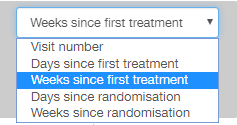 Weeks since first treatment
Visit number
Days since first treatment
Weeks since first treatment
Days since randomisation
Weeks since randomisation